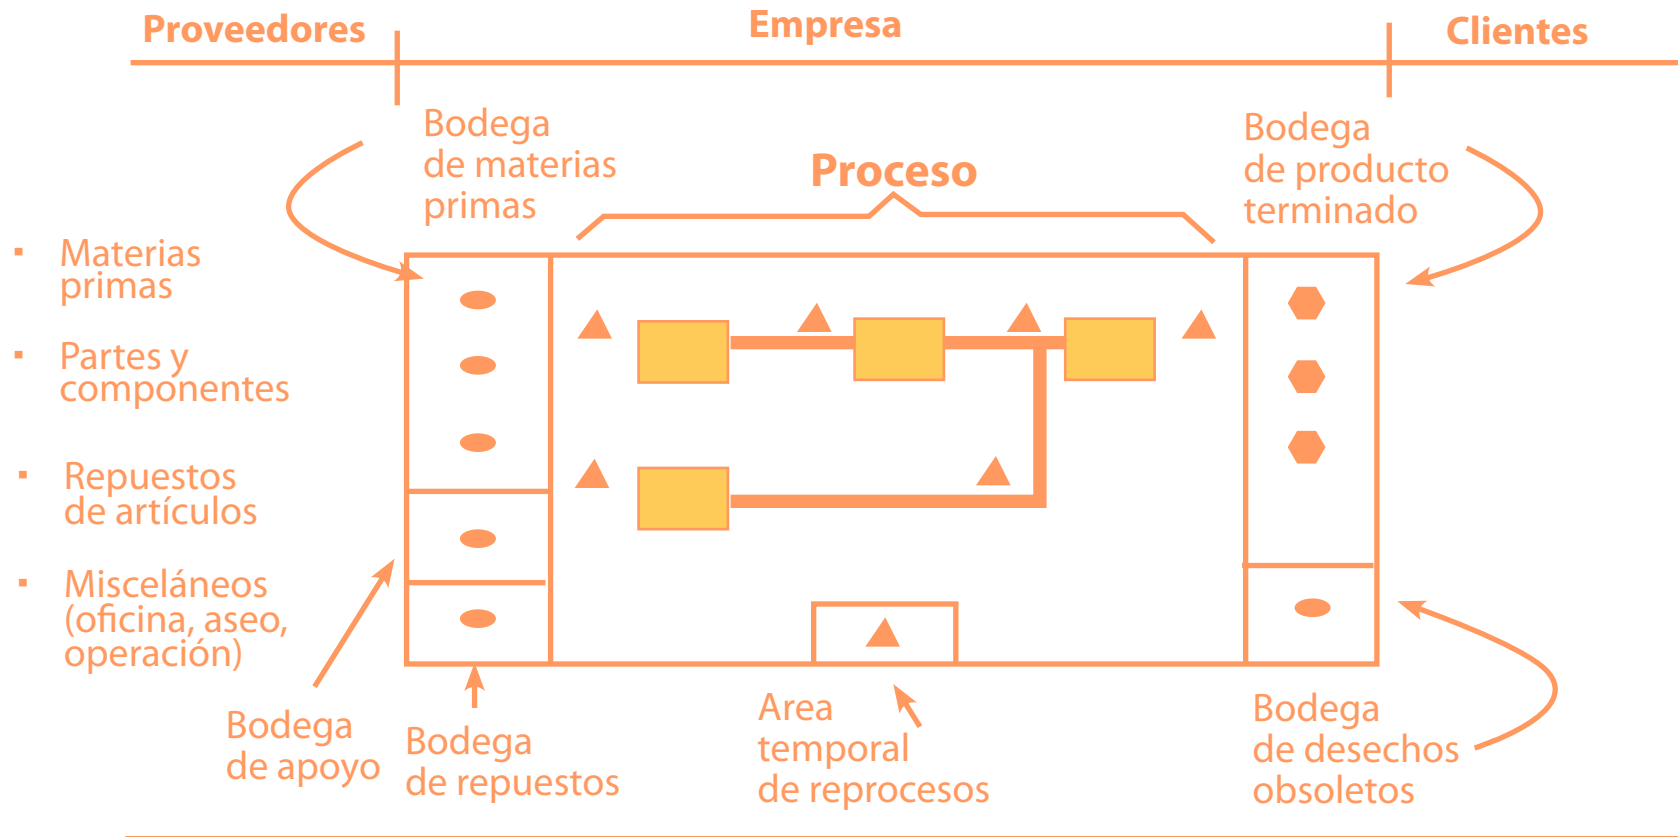 Proveedores
Empresa
Clientes
Bodega
de materias
primas
Proceso
Bodega
de producto
terminado
▪ Materias
primas
▪ Partes y
componentes
▪ Repuestos
de artículos
▪ Misceláneos
(oficina, aseo,
operación)
Bodega
de apoyo
Bodega
de repuestos
Area
temporal
de reprocesos
Bodega
de desechos
obsoletos